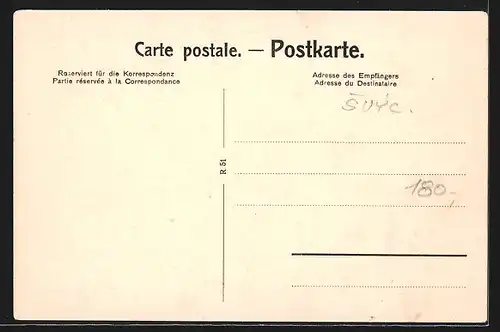 Carte postale. — Postkarte.
Reserviert für die Korrespondenz
Partie réservée à la Correspondance
Adresse des Empfängers
Adresse du Destinataire
R 51
180,-